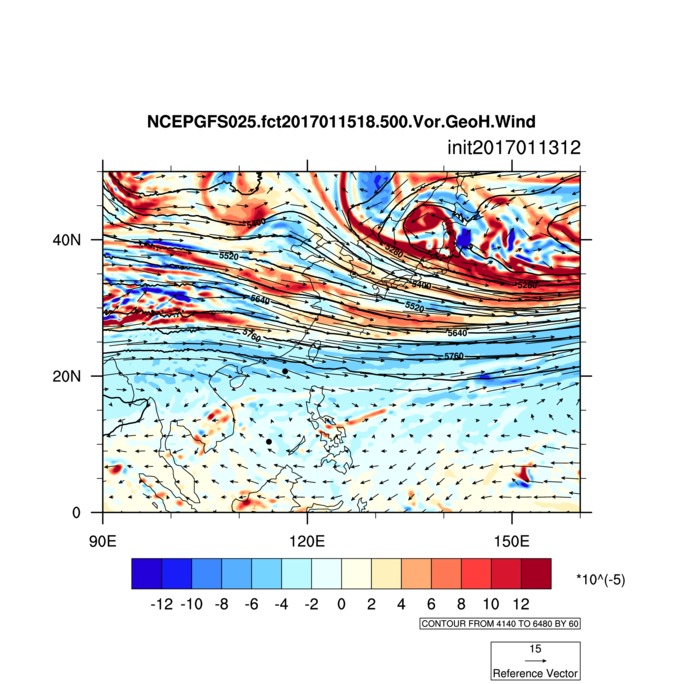 NCEPGFS025.fct2017011518.500.Vor.GeoH.Wind
init2017011312
40N
20N
0
90E 120E 150E
5280
5520
5400
5280
5640
5520
5760
5640
5760
-12 -10 -8 -6 -4 -2 0 2 4 6 8 10 12
*10^(-5)
CONTOUR FROM 4140 TO 6480 BY 60
15
Reference Vector